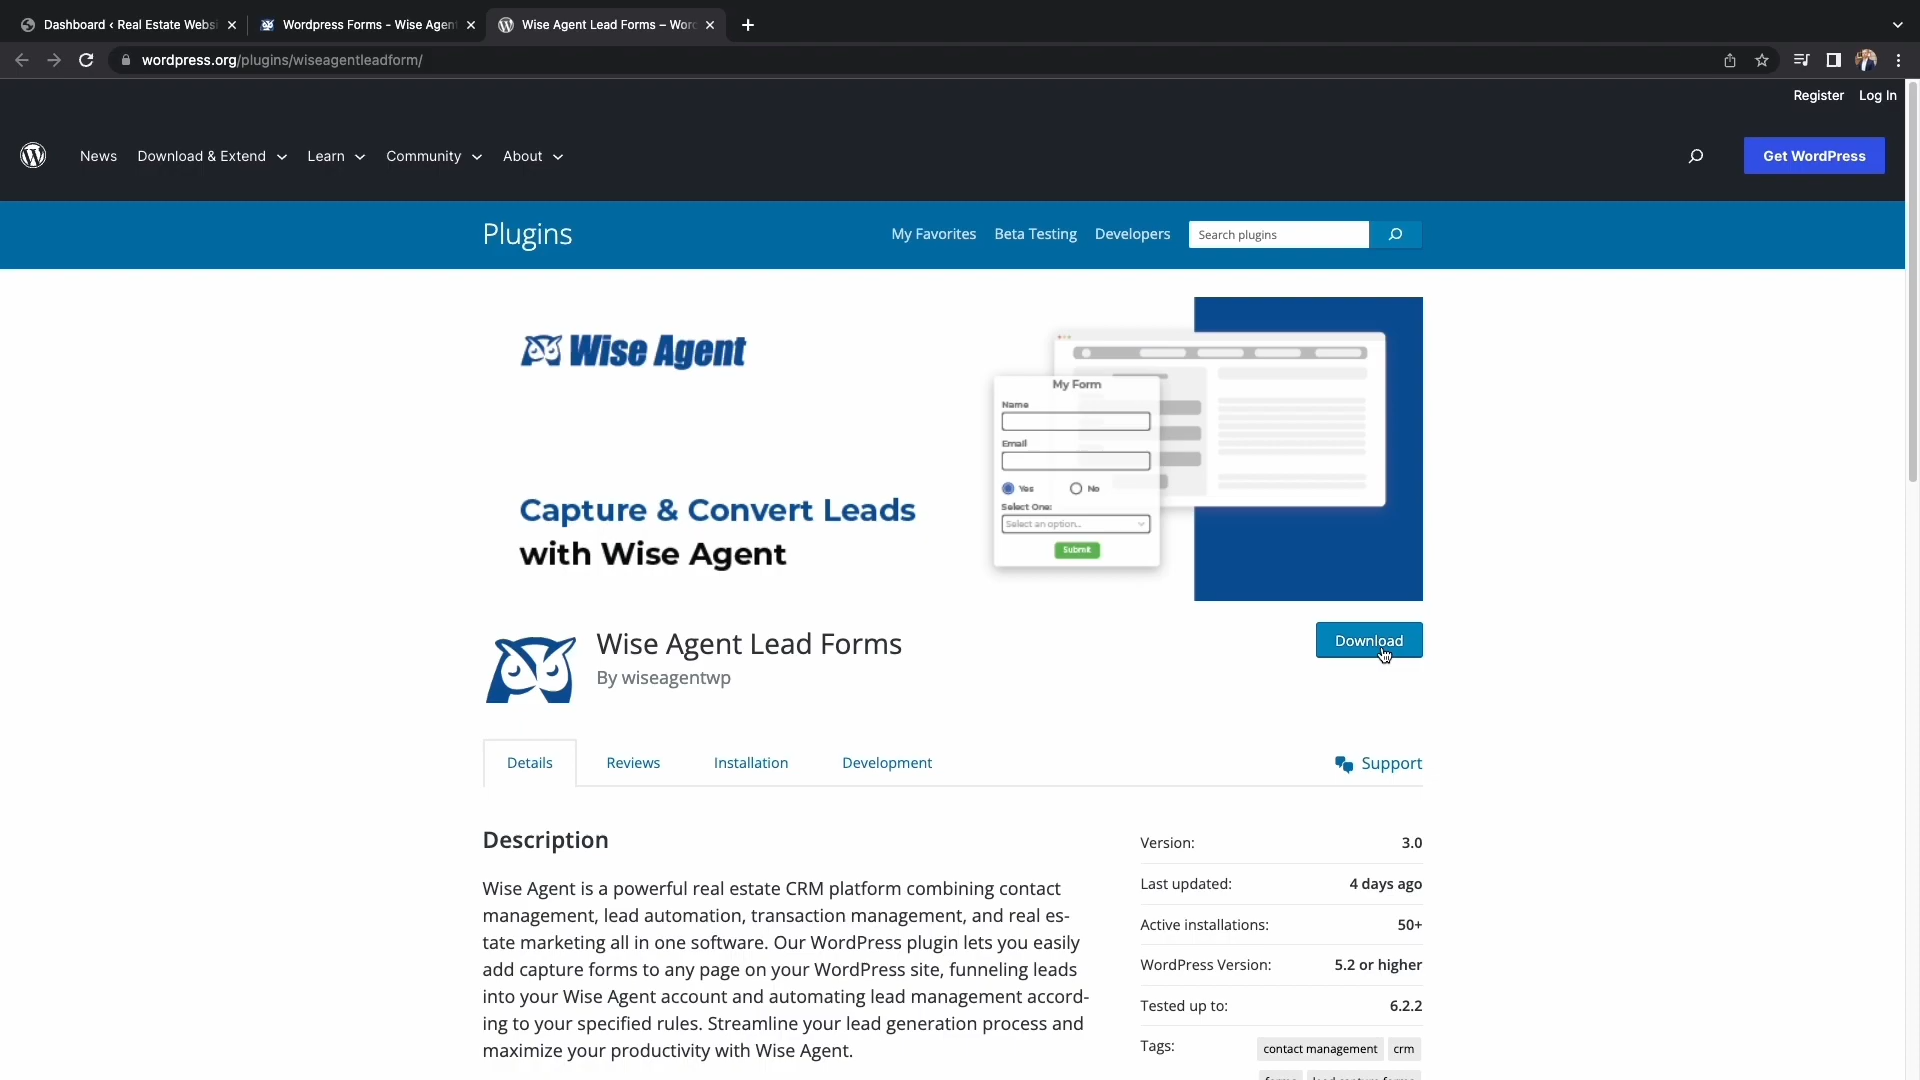 Dashboard ‹ Real Estate Websi
Wordpress Forms - Wise Agent
Wise Agent Lead Forms – Wor
wordpress.org/plugins/wiseagentleadform/
Register Log In
News Download & Extend Learn Community About
Get WordPress
Plugins
My Favorites Beta Testing Developers Search plugins
Wise Agent
My Form
Name
Email
Yes No
Select One:
Select an option...
Submit
Capture & Convert Leads
with Wise Agent
Wise Agent Lead Forms
By wiseagentwp
Download
Details Reviews Installation Development Support
Description
Wise Agent is a powerful real estate CRM platform combining contact
management, lead automation, transaction management, and real es-
tate marketing all in one software. Our WordPress plugin lets you easily
add capture forms to any page on your WordPress site, funneling leads
into your Wise Agent account and automating lead management accord-
ing to your specified rules. Streamline your lead generation process and
maximize your productivity with Wise Agent.
Version: 3.0
Last updated: 4 days ago
Active installations: 50+
WordPress Version: 5.2 or higher
Tested up to: 6.2.2
Tags: contact management crm